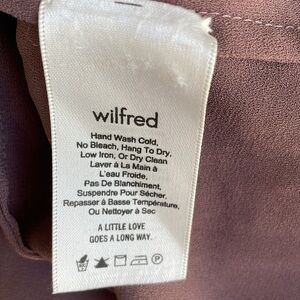 wilfred
Hand Wash Cold,
No Bleach, Hang To Dry,
Low Iron, Or Dry Clean
Laver à La Main à
L'eau Froide,
Pas De Blanchiment,
Suspendre Pour Sécher,
Repasser à Basse Température,
Ou Nettoyer à Sec
A LITTLE LOVE
GOES A LONG WAY.